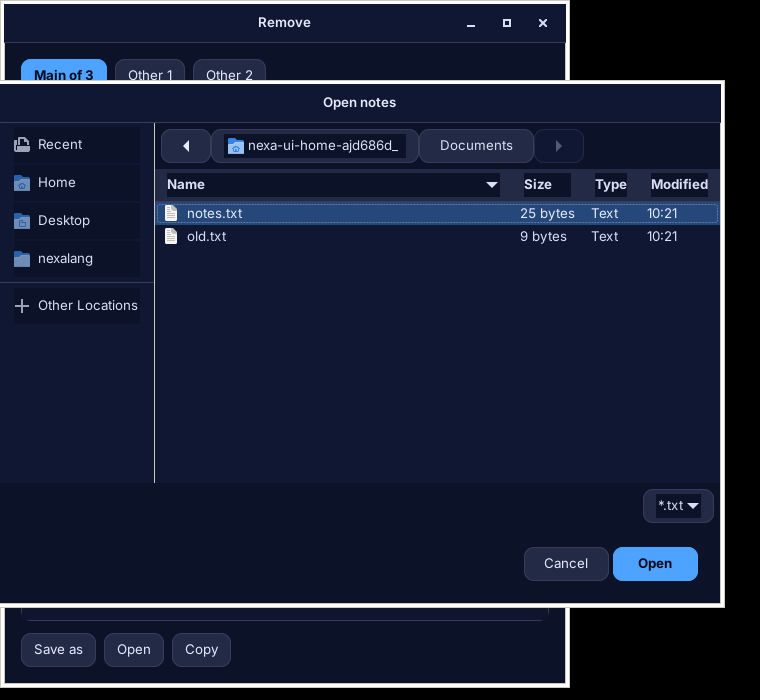 Remove
Main of 3 Other 1 Other 2
Open notes
Recent
Home
Desktop
nexalang
Other Locations
nexa-ui-home-ajd686d_ Documents
Name Size Type Modified
notes.txt 25 bytes Text 10:21
old.txt 9 bytes Text 10:21
*.txt
Cancel Open
Save as Open Copy